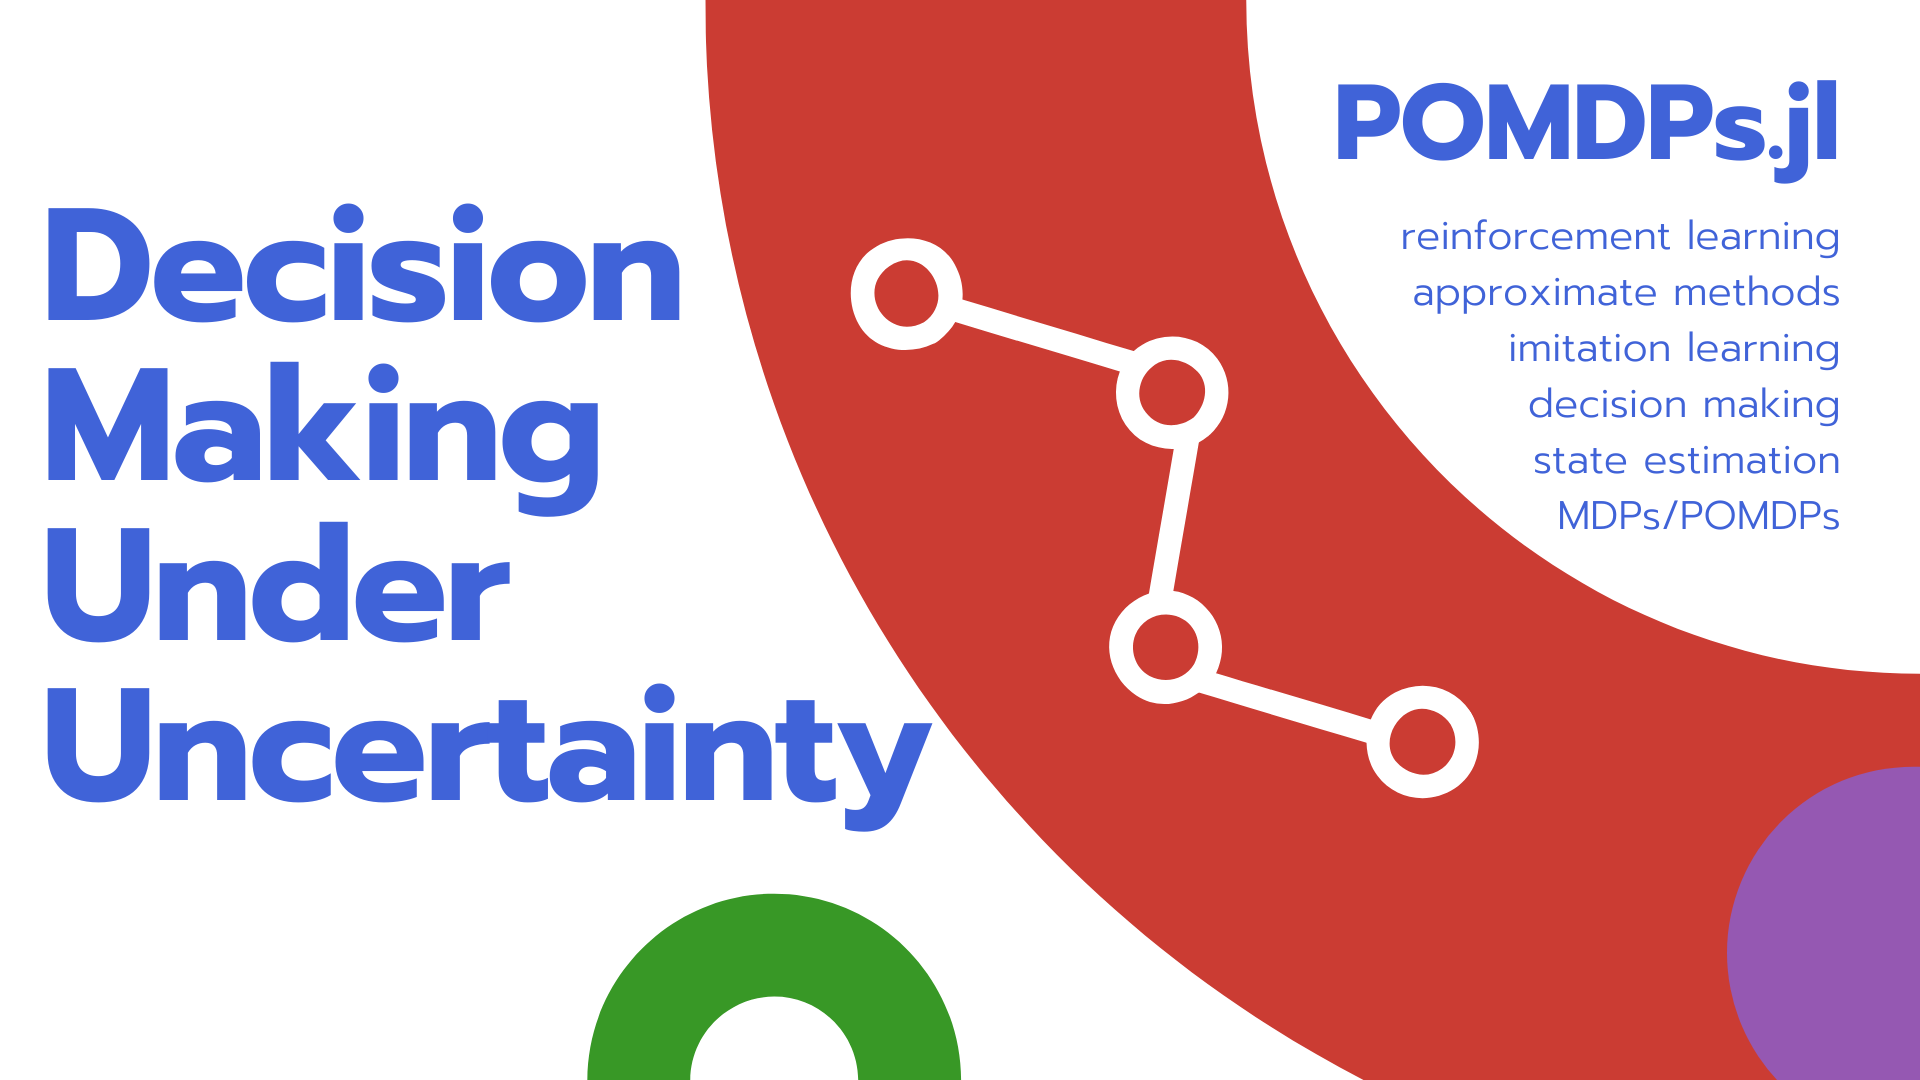 Decision
Making
Under
Uncertainty
POMDPs.jl
reinforcement learning
approximate methods
imitation learning
decision making
state estimation
MDPs/POMDPs